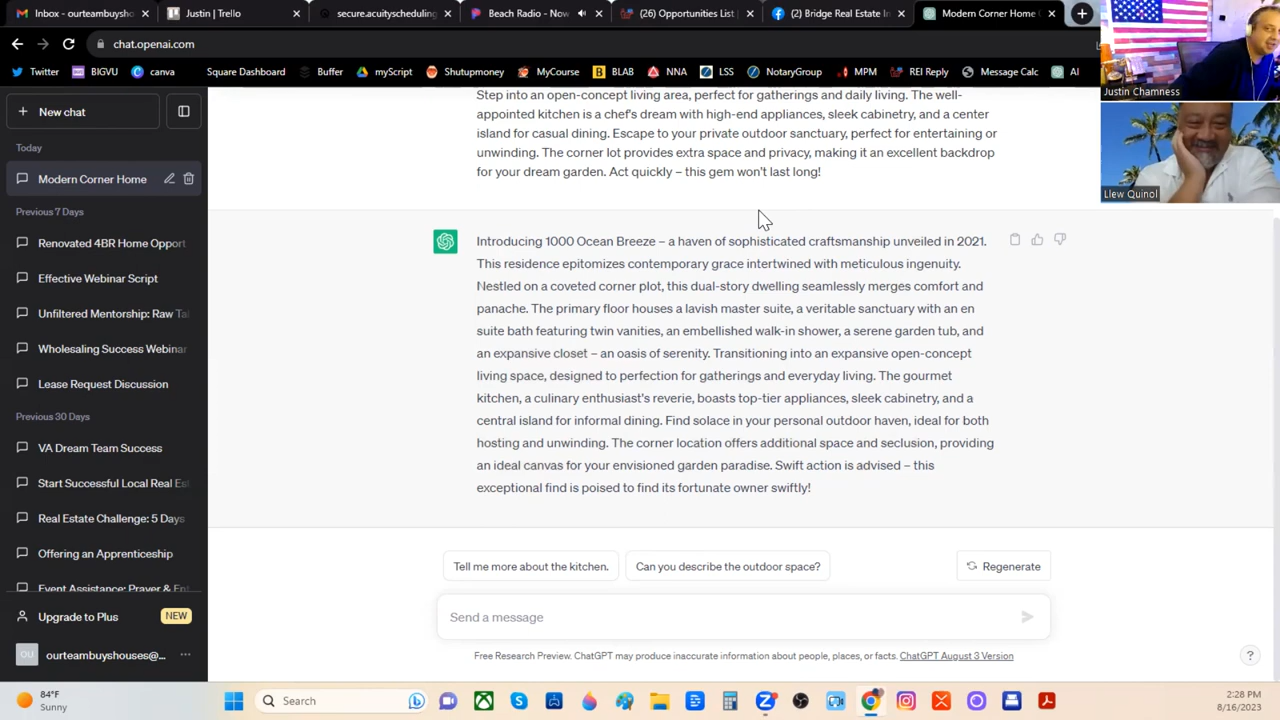 Inbox - ourteambuysho
Justin | Trello
secure.acuityscheduling
st Radio - Now
(26) Opportunities List
(2) Bridge Real Estate In
Modern Corner Home
chat.openai.com
Twitter
BIGVU
canva
Square Dashboard
Buffer
myScript
Shutupmoney
MyCourse
BLAB
NNA
LSS
NotaryGroup
MPM
REI Reply
Message Calc
AI
Justin Chamness
Llew Quinol
New chat
Today
Modern Corner Home
Previous 7 Days
Renovated 4BR Home Opport
Effective Webinar Script
Unfiltered Mentorship: Raw Ta
Wholesaling Success Webinar
Lease Request Discussion
Previous 30 Days
VA Dream Team Success
Start Successful Local Real Est
Real Estate Challenge: 5 Days
Offering an Apprenticeship
Event Assistance: Prayer & En
Upgrade to Plus
NEW
OU
ourteambuyshouses@...
Step into an open-concept living area, perfect for gatherings and daily living. The well-
appointed kitchen is a chef's dream with high-end appliances, sleek cabinetry, and a center
island for casual dining. Escape to your private outdoor sanctuary, perfect for entertaining or
unwinding. The corner lot provides extra space and privacy, making it an excellent backdrop
for your dream garden. Act quickly – this gem won't last long!
Introducing 1000 Ocean Breeze – a haven of sophisticated craftsmanship unveiled in 2021.
This residence epitomizes contemporary grace intertwined with meticulous ingenuity.
Nestled on a coveted corner plot, this dual-story dwelling seamlessly merges comfort and
panache. The primary floor houses a lavish master suite, a veritable sanctuary with an en
suite bath featuring twin vanities, an embellished walk-in shower, a serene garden tub, and
an expansive closet – an oasis of serenity. Transitioning into an expansive open-concept
living space, designed to perfection for gatherings and everyday living. The gourmet
kitchen, a culinary enthusiast's reverie, boasts top-tier appliances, sleek cabinetry, and a
central island for informal dining. Find solace in your personal outdoor haven, ideal for both
hosting and unwinding. The corner location offers additional space and seclusion, providing
an ideal canvas for your envisioned garden paradise. Swift action is advised – this
exceptional find is poised to find its fortunate owner swiftly!
Tell me more about the kitchen.
Can you describe the outdoor space?
Regenerate
Send a message
Free Research Preview. ChatGPT may produce inaccurate information about people, places, or facts. ChatGPT August 3 Version
?
84°F
Sunny
Search
2:28 PM
8/16/2023